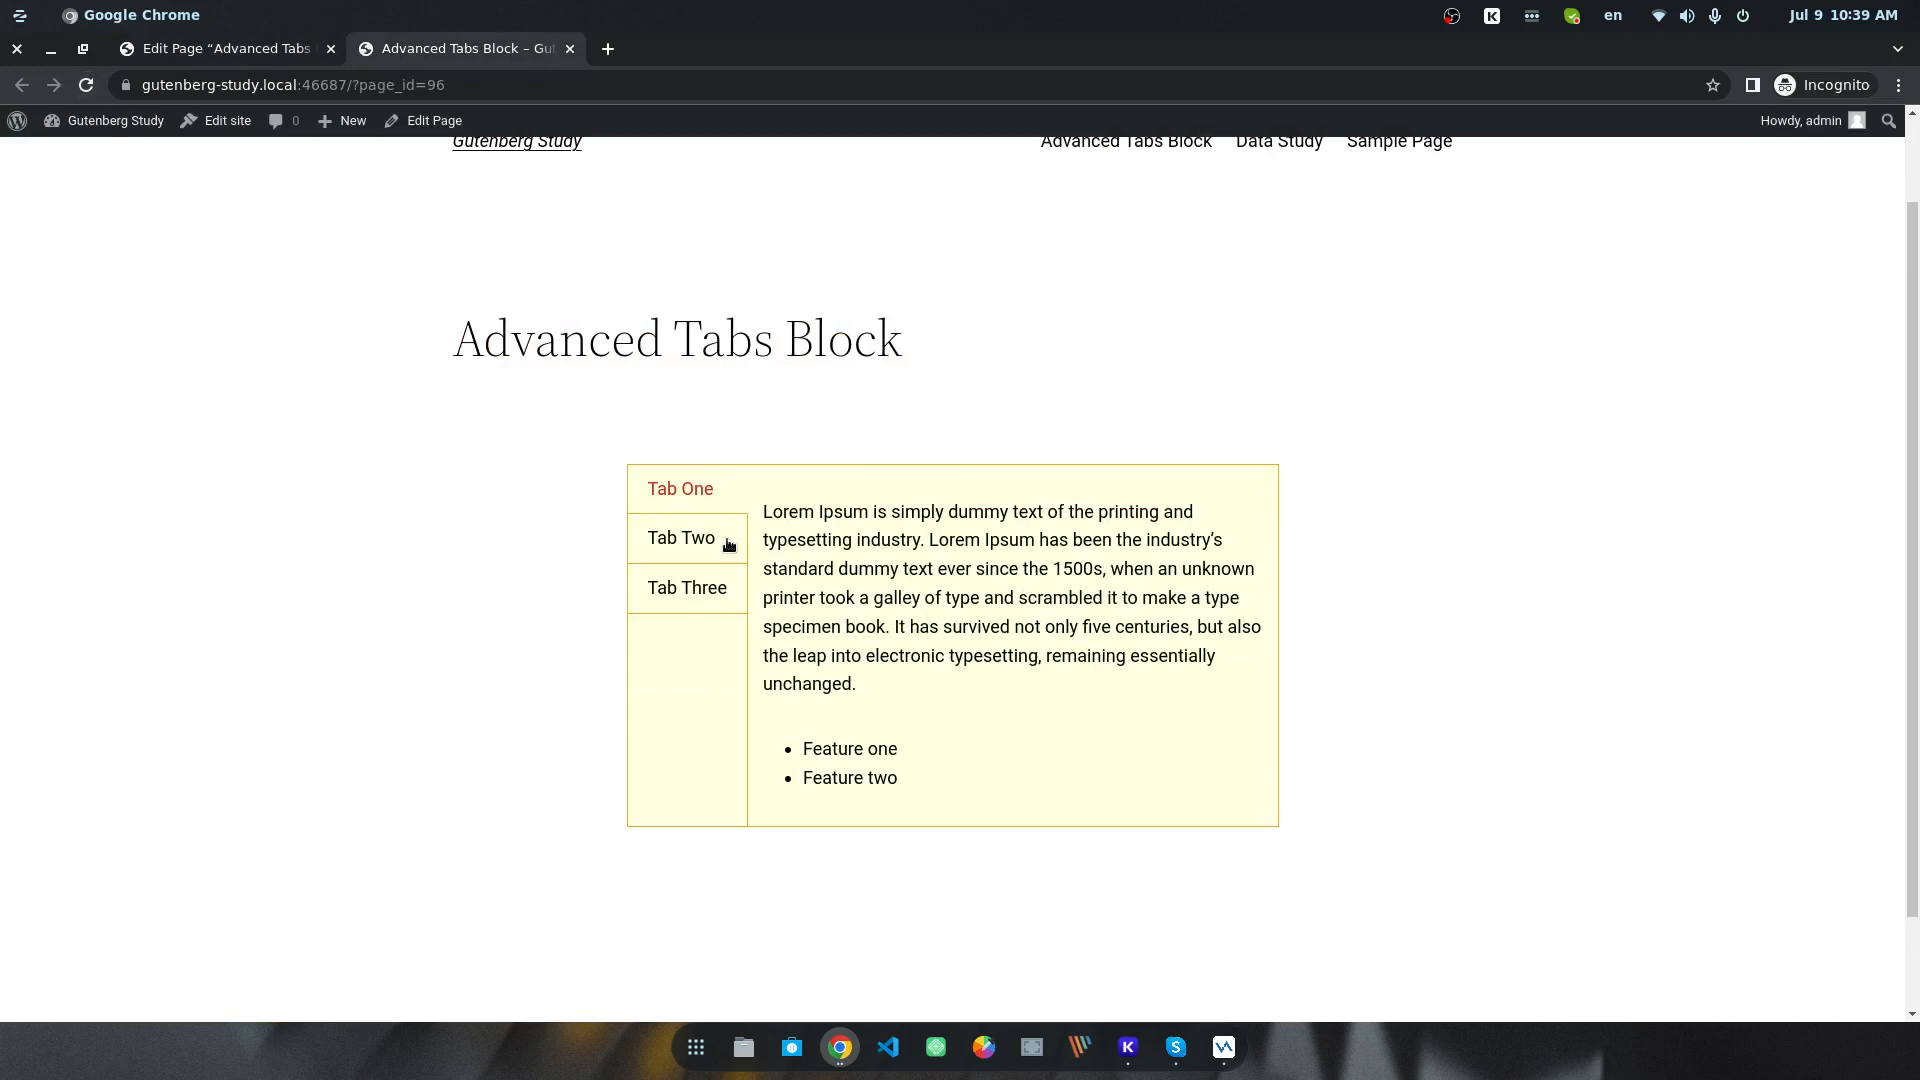 Google Chrome
en
Jul 9 10:39 AM
Edit Page “Advanced Tabs
Advanced Tabs Block – Gu
gutenberg-study.local:46687/?page_id=96
Incognito
Gutenberg Study
Edit site
0
New
Edit Page
Howdy, admin
Gutenberg Study
Advanced Tabs Block
Data Study
Sample Page
Advanced Tabs Block
Tab One
Tab Two
Tab Three
Lorem Ipsum is simply dummy text of the printing and
typesetting industry. Lorem Ipsum has been the industry’s
standard dummy text ever since the 1500s, when an unknown
printer took a galley of type and scrambled it to make a type
specimen book. It has survived not only five centuries, but also
the leap into electronic typesetting, remaining essentially
unchanged.
• Feature one
• Feature two